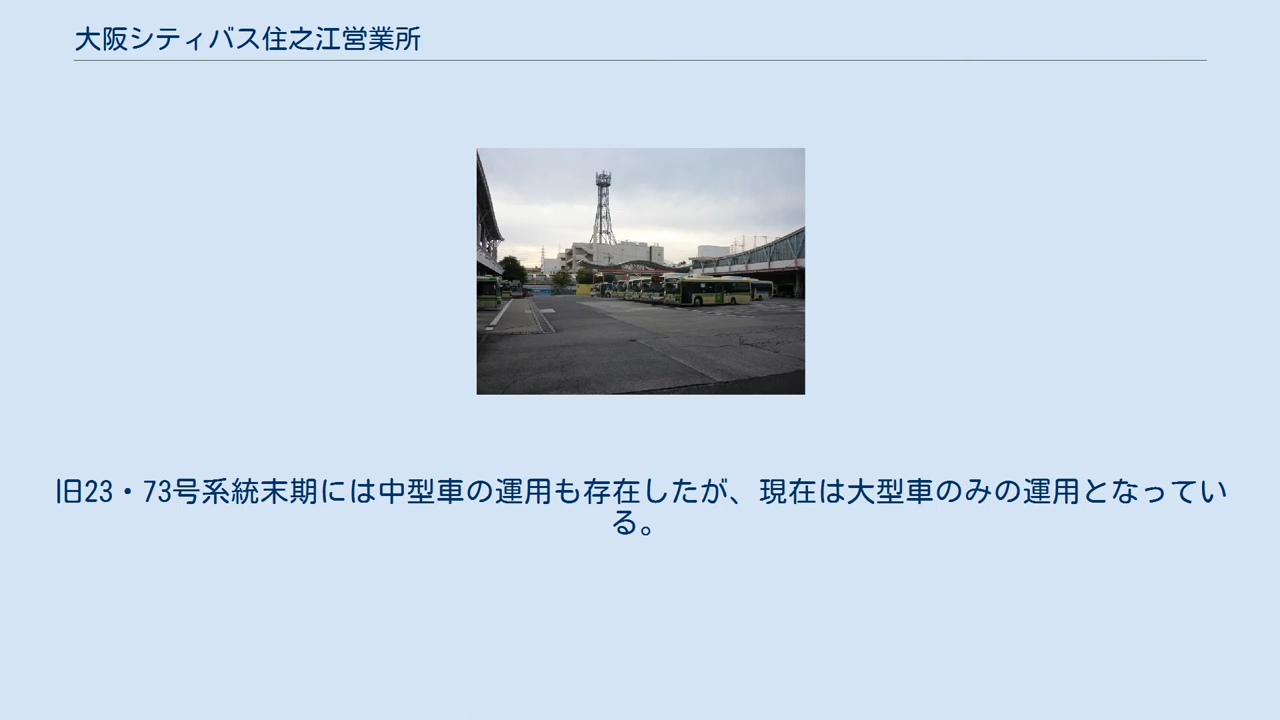 大阪シティバス住之江営業所
旧23・73号系統末期には中型車の運用も存在したが、現在は大型車のみの運用となってい
る。